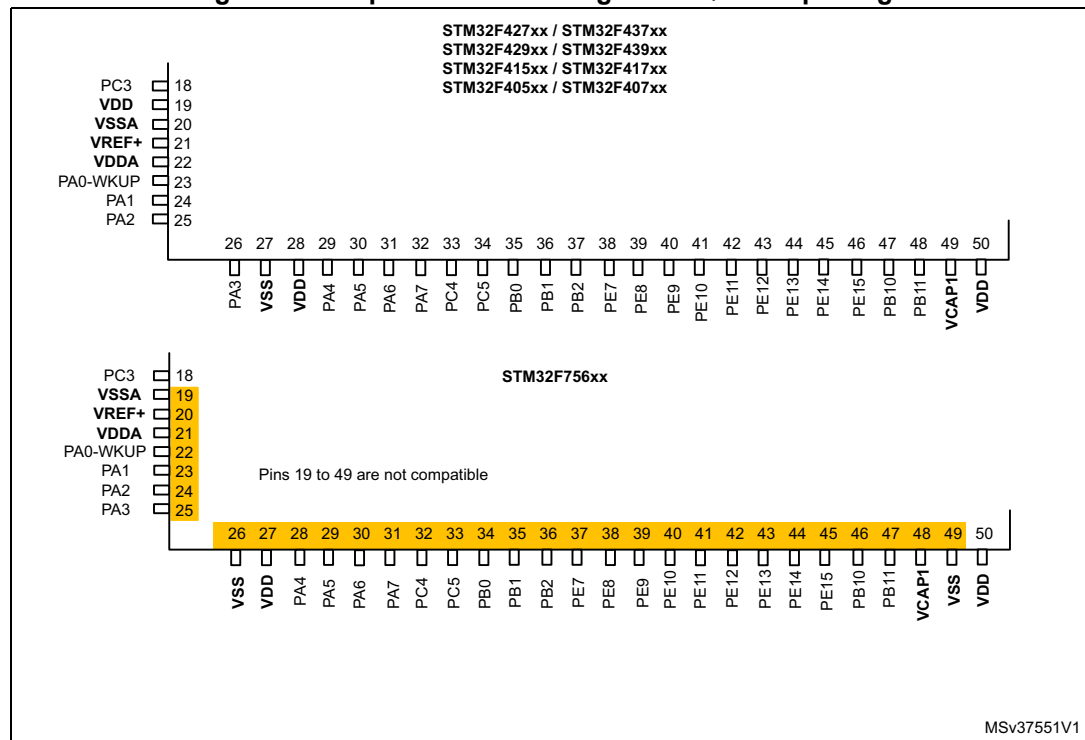 STM32F427xx / STM32F437xx
STM32F429xx / STM32F439xx
STM32F415xx / STM32F417xx
STM32F405xx / STM32F407xx
PC3 18
VDD 19
VSSA 20
VREF+ 21
VDDA 22
PA0-WKUP 23
PA1 24
PA2 25
26 27 28 29 30 31 32 33 34 35 36 37 38 39 40 41 42 43 44 45 46 47 48 49 50
PA3 VSS VDD PA4 PA5 PA6 PA7 PC4 PC5 PB0 PB1 PB2 PE7 PE8 PE9 PE10 PE11 PE12 PE13 PE14 PE15 PB10 PB11 VCAP1 VDD
STM32F756xx
PC3 18
VSSA 19
VREF+ 20
VDDA 21
PA0-WKUP 22
PA1 23
PA2 24
PA3 25
Pins 19 to 49 are not compatible
26 27 28 29 30 31 32 33 34 35 36 37 38 39 40 41 42 43 44 45 46 47 48 49 50
VSS VDD PA4 PA5 PA6 PA7 PC4 PC5 PB0 PB1 PB2 PE7 PE8 PE9 PE10 PE11 PE12 PE13 PE14 PE15 PB10 PB11 VCAP1 VSS VDD
MSv37551V1